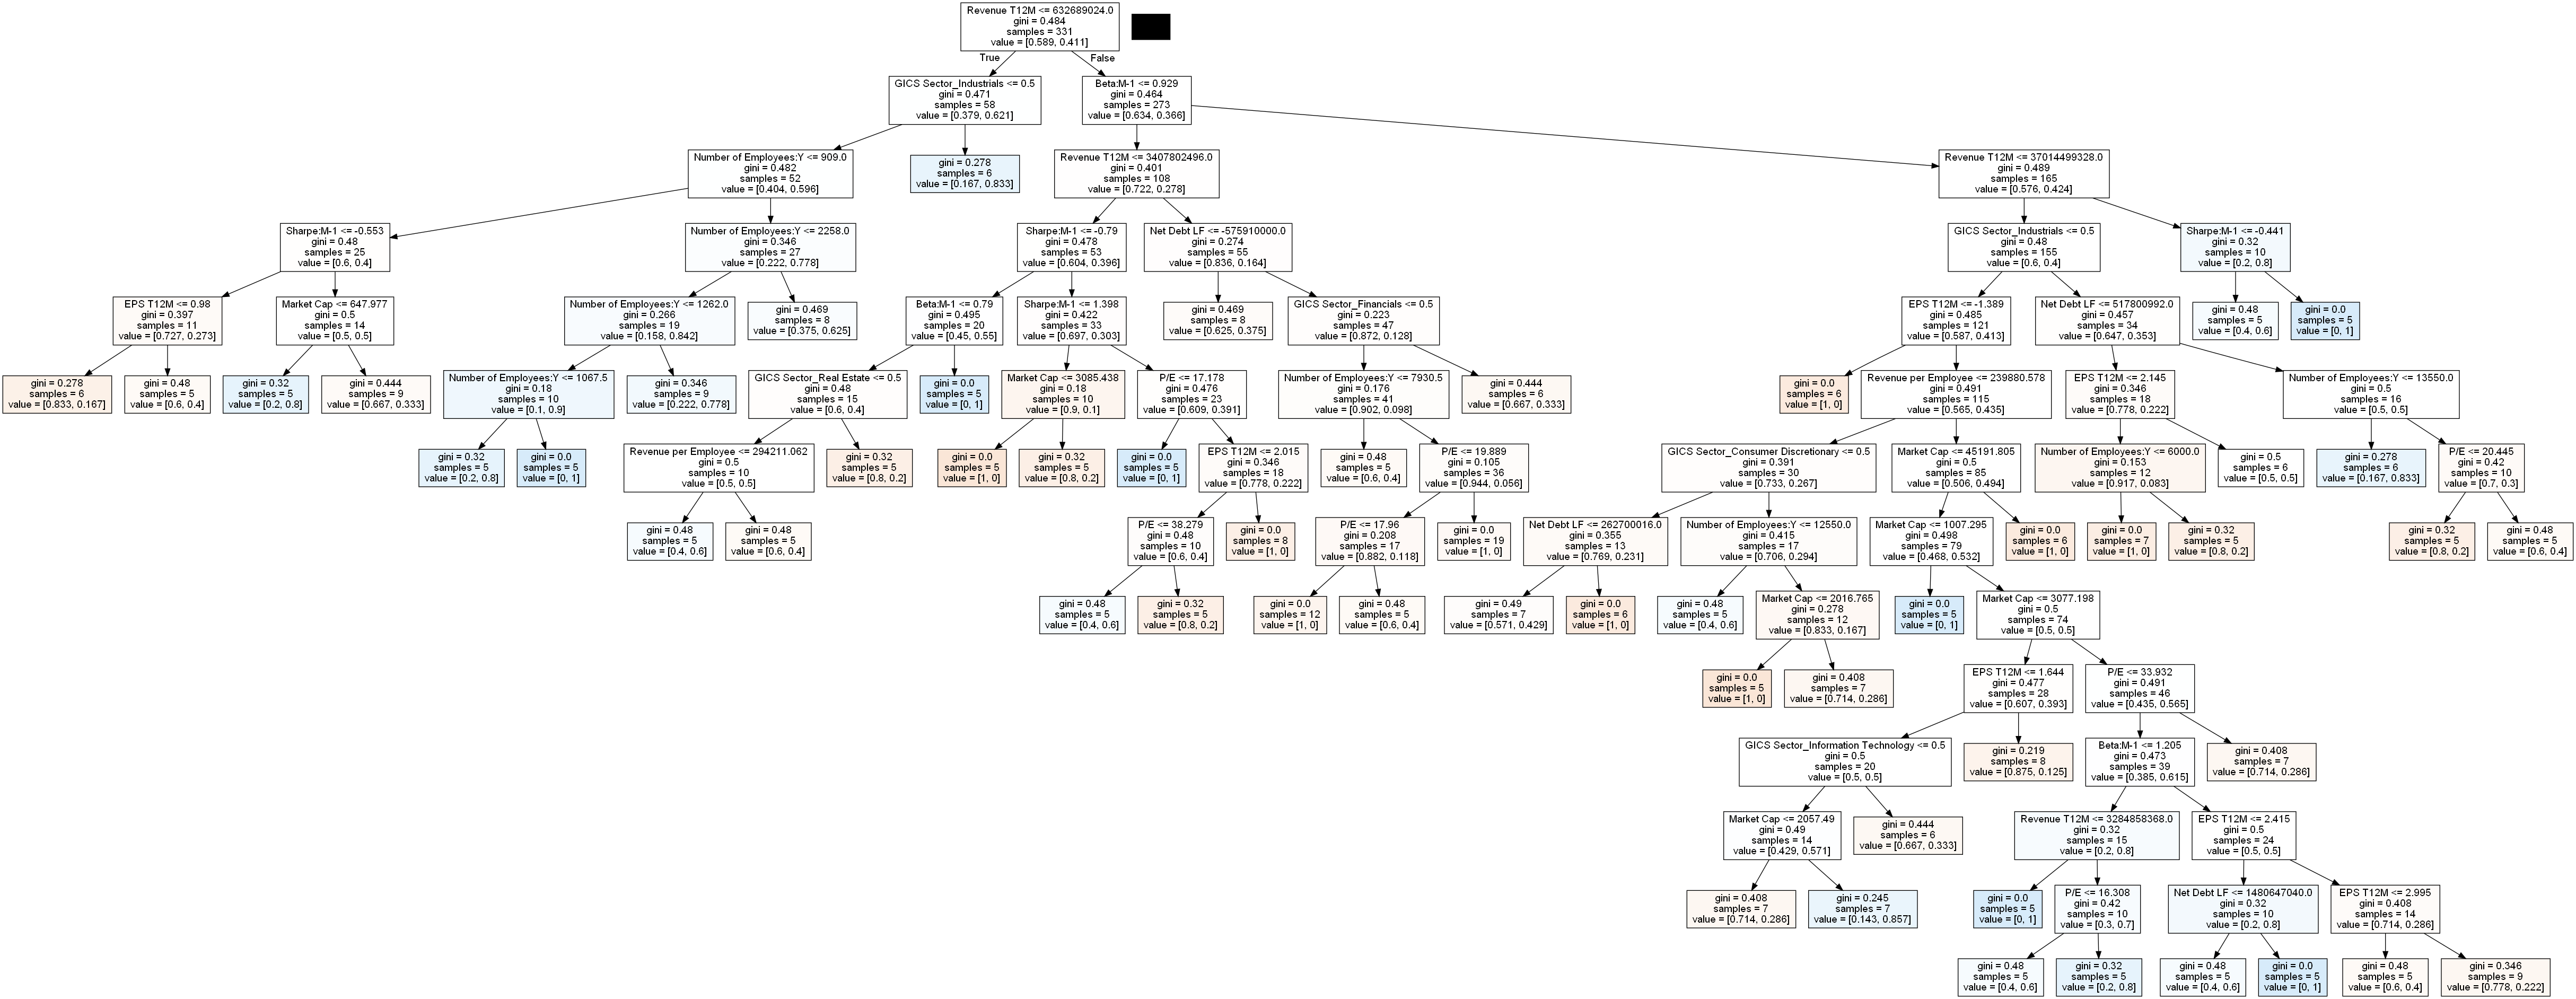 Revenue T12M <= 632689024.0
gini = 0.484
samples = 331
value = [0.589, 0.411]
True
False
GICS Sector_Industrials <= 0.5
gini = 0.471
samples = 58
value = [0.379, 0.621]
Beta:M-1 <= 0.929
gini = 0.464
samples = 273
value = [0.634, 0.366]
Number of Employees:Y <= 909.0
gini = 0.482
samples = 52
value = [0.404, 0.596]
gini = 0.278
samples = 6
value = [0.167, 0.833]
Revenue T12M <= 3407802496.0
gini = 0.401
samples = 108
value = [0.722, 0.278]
Revenue T12M <= 37014499328.0
gini = 0.489
samples = 165
value = [0.576, 0.424]
Sharpe:M-1 <= -0.553
gini = 0.48
samples = 25
value = [0.6, 0.4]
Number of Employees:Y <= 2258.0
gini = 0.346
samples = 27
value = [0.222, 0.778]
Sharpe:M-1 <= -0.79
gini = 0.478
samples = 53
value = [0.604, 0.396]
Net Debt LF <= -575910000.0
gini = 0.274
samples = 55
value = [0.836, 0.164]
GICS Sector_Industrials <= 0.5
gini = 0.48
samples = 155
value = [0.6, 0.4]
Sharpe:M-1 <= -0.441
gini = 0.32
samples = 10
value = [0.2, 0.8]
EPS T12M <= 0.98
gini = 0.397
samples = 11
value = [0.727, 0.273]
Market Cap <= 647.977
gini = 0.5
samples = 14
value = [0.5, 0.5]
Number of Employees:Y <= 1262.0
gini = 0.266
samples = 19
value = [0.158, 0.842]
gini = 0.469
samples = 8
value = [0.375, 0.625]
Beta:M-1 <= 0.79
gini = 0.495
samples = 20
value = [0.45, 0.55]
Sharpe:M-1 <= 1.398
gini = 0.422
samples = 33
value = [0.697, 0.303]
gini = 0.469
samples = 8
value = [0.625, 0.375]
GICS Sector_Financials <= 0.5
gini = 0.223
samples = 47
value = [0.872, 0.128]
EPS T12M <= -1.389
gini = 0.485
samples = 121
value = [0.587, 0.413]
Net Debt LF <= 517800992.0
gini = 0.457
samples = 34
value = [0.647, 0.353]
gini = 0.48
samples = 5
value = [0.4, 0.6]
gini = 0.0
samples = 5
value = [0, 1]
gini = 0.278
samples = 6
value = [0.833, 0.167]
gini = 0.48
samples = 5
value = [0.6, 0.4]
gini = 0.32
samples = 5
value = [0.2, 0.8]
gini = 0.444
samples = 9
value = [0.667, 0.333]
Number of Employees:Y <= 1067.5
gini = 0.18
samples = 10
value = [0.1, 0.9]
gini = 0.346
samples = 9
value = [0.222, 0.778]
GICS Sector_Real Estate <= 0.5
gini = 0.48
samples = 15
value = [0.6, 0.4]
gini = 0.0
samples = 5
value = [0, 1]
Market Cap <= 3085.438
gini = 0.18
samples = 10
value = [0.9, 0.1]
P/E <= 17.178
gini = 0.476
samples = 23
value = [0.609, 0.391]
Number of Employees:Y <= 7930.5
gini = 0.176
samples = 41
value = [0.902, 0.098]
gini = 0.444
samples = 6
value = [0.667, 0.333]
gini = 0.0
samples = 6
value = [1, 0]
Revenue per Employee <= 239880.578
gini = 0.491
samples = 115
value = [0.565, 0.435]
EPS T12M <= 2.145
gini = 0.346
samples = 18
value = [0.778, 0.222]
Number of Employees:Y <= 13550.0
gini = 0.5
samples = 16
value = [0.5, 0.5]
gini = 0.32
samples = 5
value = [0.2, 0.8]
gini = 0.0
samples = 5
value = [0, 1]
Revenue per Employee <= 294211.062
gini = 0.5
samples = 10
value = [0.5, 0.5]
gini = 0.32
samples = 5
value = [0.8, 0.2]
gini = 0.0
samples = 5
value = [1, 0]
gini = 0.32
samples = 5
value = [0.8, 0.2]
gini = 0.0
samples = 5
value = [0, 1]
EPS T12M <= 2.015
gini = 0.346
samples = 18
value = [0.778, 0.222]
gini = 0.48
samples = 5
value = [0.6, 0.4]
P/E <= 19.889
gini = 0.105
samples = 36
value = [0.944, 0.056]
GICS Sector_Consumer Discretionary <= 0.5
gini = 0.391
samples = 30
value = [0.733, 0.267]
Market Cap <= 45191.805
gini = 0.5
samples = 85
value = [0.506, 0.494]
Number of Employees:Y <= 6000.0
gini = 0.153
samples = 12
value = [0.917, 0.083]
gini = 0.5
samples = 6
value = [0.5, 0.5]
gini = 0.278
samples = 6
value = [0.167, 0.833]
P/E <= 20.445
gini = 0.42
samples = 10
value = [0.7, 0.3]
gini = 0.48
samples = 5
value = [0.4, 0.6]
gini = 0.48
samples = 5
value = [0.6, 0.4]
P/E <= 38.279
gini = 0.48
samples = 10
value = [0.6, 0.4]
gini = 0.0
samples = 8
value = [1, 0]
P/E <= 17.96
gini = 0.208
samples = 17
value = [0.882, 0.118]
gini = 0.0
samples = 19
value = [1, 0]
Net Debt LF <= 262700016.0
gini = 0.355
samples = 13
value = [0.769, 0.231]
Number of Employees:Y <= 12550.0
gini = 0.415
samples = 17
value = [0.706, 0.294]
Market Cap <= 1007.295
gini = 0.498
samples = 79
value = [0.468, 0.532]
gini = 0.0
samples = 6
value = [1, 0]
gini = 0.0
samples = 7
value = [1, 0]
gini = 0.32
samples = 5
value = [0.8, 0.2]
gini = 0.32
samples = 5
value = [0.8, 0.2]
gini = 0.48
samples = 5
value = [0.6, 0.4]
gini = 0.48
samples = 5
value = [0.4, 0.6]
gini = 0.32
samples = 5
value = [0.8, 0.2]
gini = 0.0
samples = 12
value = [1, 0]
gini = 0.48
samples = 5
value = [0.6, 0.4]
gini = 0.49
samples = 7
value = [0.571, 0.429]
gini = 0.0
samples = 6
value = [1, 0]
gini = 0.48
samples = 5
value = [0.4, 0.6]
Market Cap <= 2016.765
gini = 0.278
samples = 12
value = [0.833, 0.167]
gini = 0.0
samples = 5
value = [0, 1]
Market Cap <= 3077.198
gini = 0.5
samples = 74
value = [0.5, 0.5]
gini = 0.0
samples = 5
value = [1, 0]
gini = 0.408
samples = 7
value = [0.714, 0.286]
EPS T12M <= 1.644
gini = 0.477
samples = 28
value = [0.607, 0.393]
P/E <= 33.932
gini = 0.491
samples = 46
value = [0.435, 0.565]
GICS Sector_Information Technology <= 0.5
gini = 0.5
samples = 20
value = [0.5, 0.5]
gini = 0.219
samples = 8
value = [0.875, 0.125]
Beta:M-1 <= 1.205
gini = 0.473
samples = 39
value = [0.385, 0.615]
gini = 0.408
samples = 7
value = [0.714, 0.286]
Market Cap <= 2057.49
gini = 0.49
samples = 14
value = [0.429, 0.571]
gini = 0.444
samples = 6
value = [0.667, 0.333]
Revenue T12M <= 3284858368.0
gini = 0.32
samples = 15
value = [0.2, 0.8]
EPS T12M <= 2.415
gini = 0.5
samples = 24
value = [0.5, 0.5]
gini = 0.408
samples = 7
value = [0.714, 0.286]
gini = 0.245
samples = 7
value = [0.143, 0.857]
gini = 0.0
samples = 5
value = [0, 1]
P/E <= 16.308
gini = 0.42
samples = 10
value = [0.3, 0.7]
Net Debt LF <= 1480647040.0
gini = 0.32
samples = 10
value = [0.2, 0.8]
EPS T12M <= 2.995
gini = 0.408
samples = 14
value = [0.714, 0.286]
gini = 0.48
samples = 5
value = [0.4, 0.6]
gini = 0.32
samples = 5
value = [0.2, 0.8]
gini = 0.48
samples = 5
value = [0.4, 0.6]
gini = 0.0
samples = 5
value = [0, 1]
gini = 0.48
samples = 5
value = [0.6, 0.4]
gini = 0.346
samples = 9
value = [0.778, 0.222]